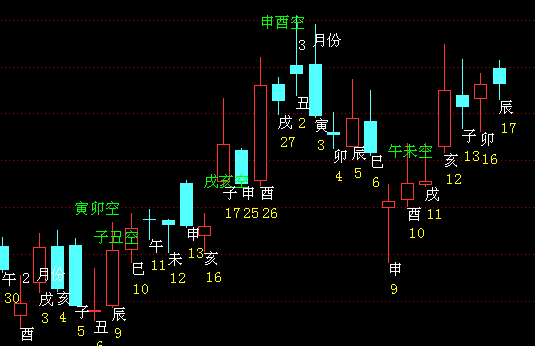 申酉空
3 月份
丑
2
寅
3
戌
27
卯
4
辰
5
巳
6
午未空
辰
17
子
13
卯
16
亥
12
戌
11
酉
10
申
9
戌亥空
子申酉
17 25 26
寅卯空
子丑空
午
11
未
12
申
13
亥
16
巳
10
午 2 月份
30
酉
戌
3
亥
4
子
5
丑
6
辰
9